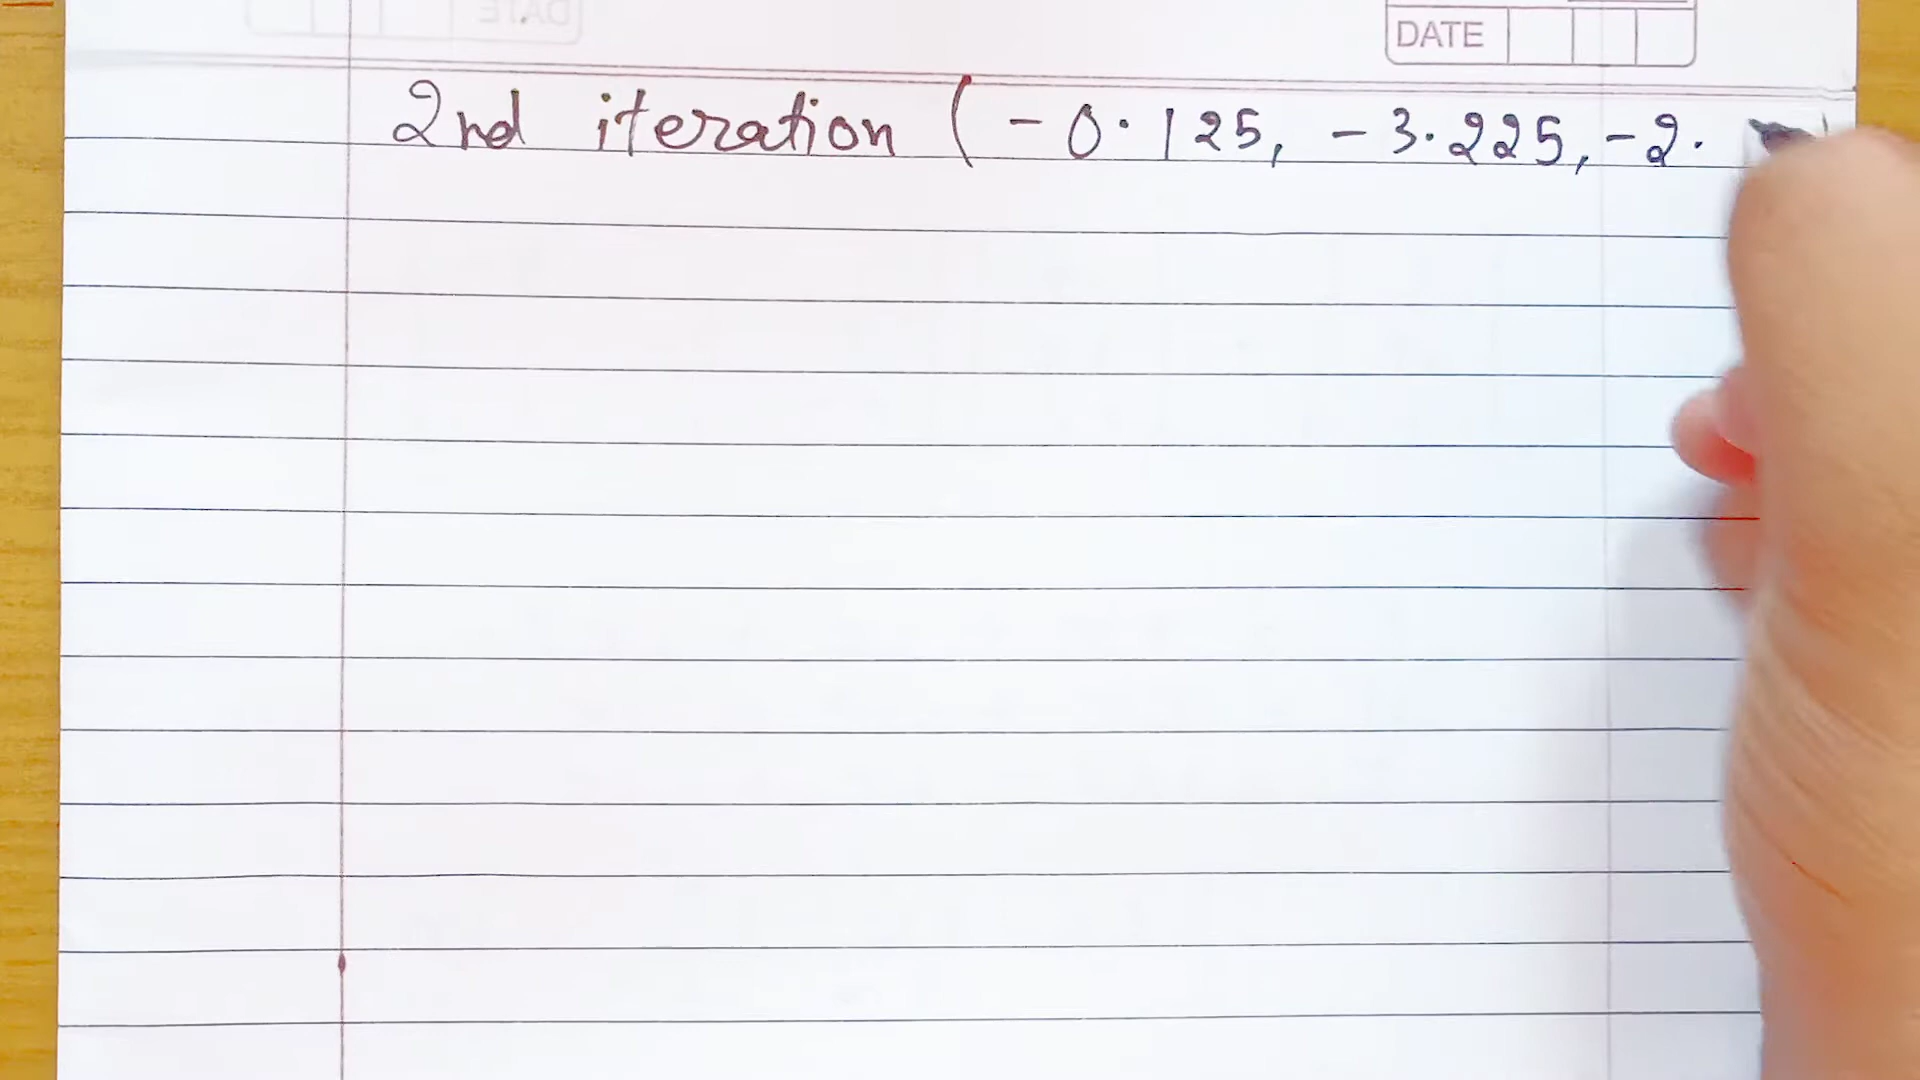 DATE
2nd iteration ( - 0.125, - 3.225, -2.